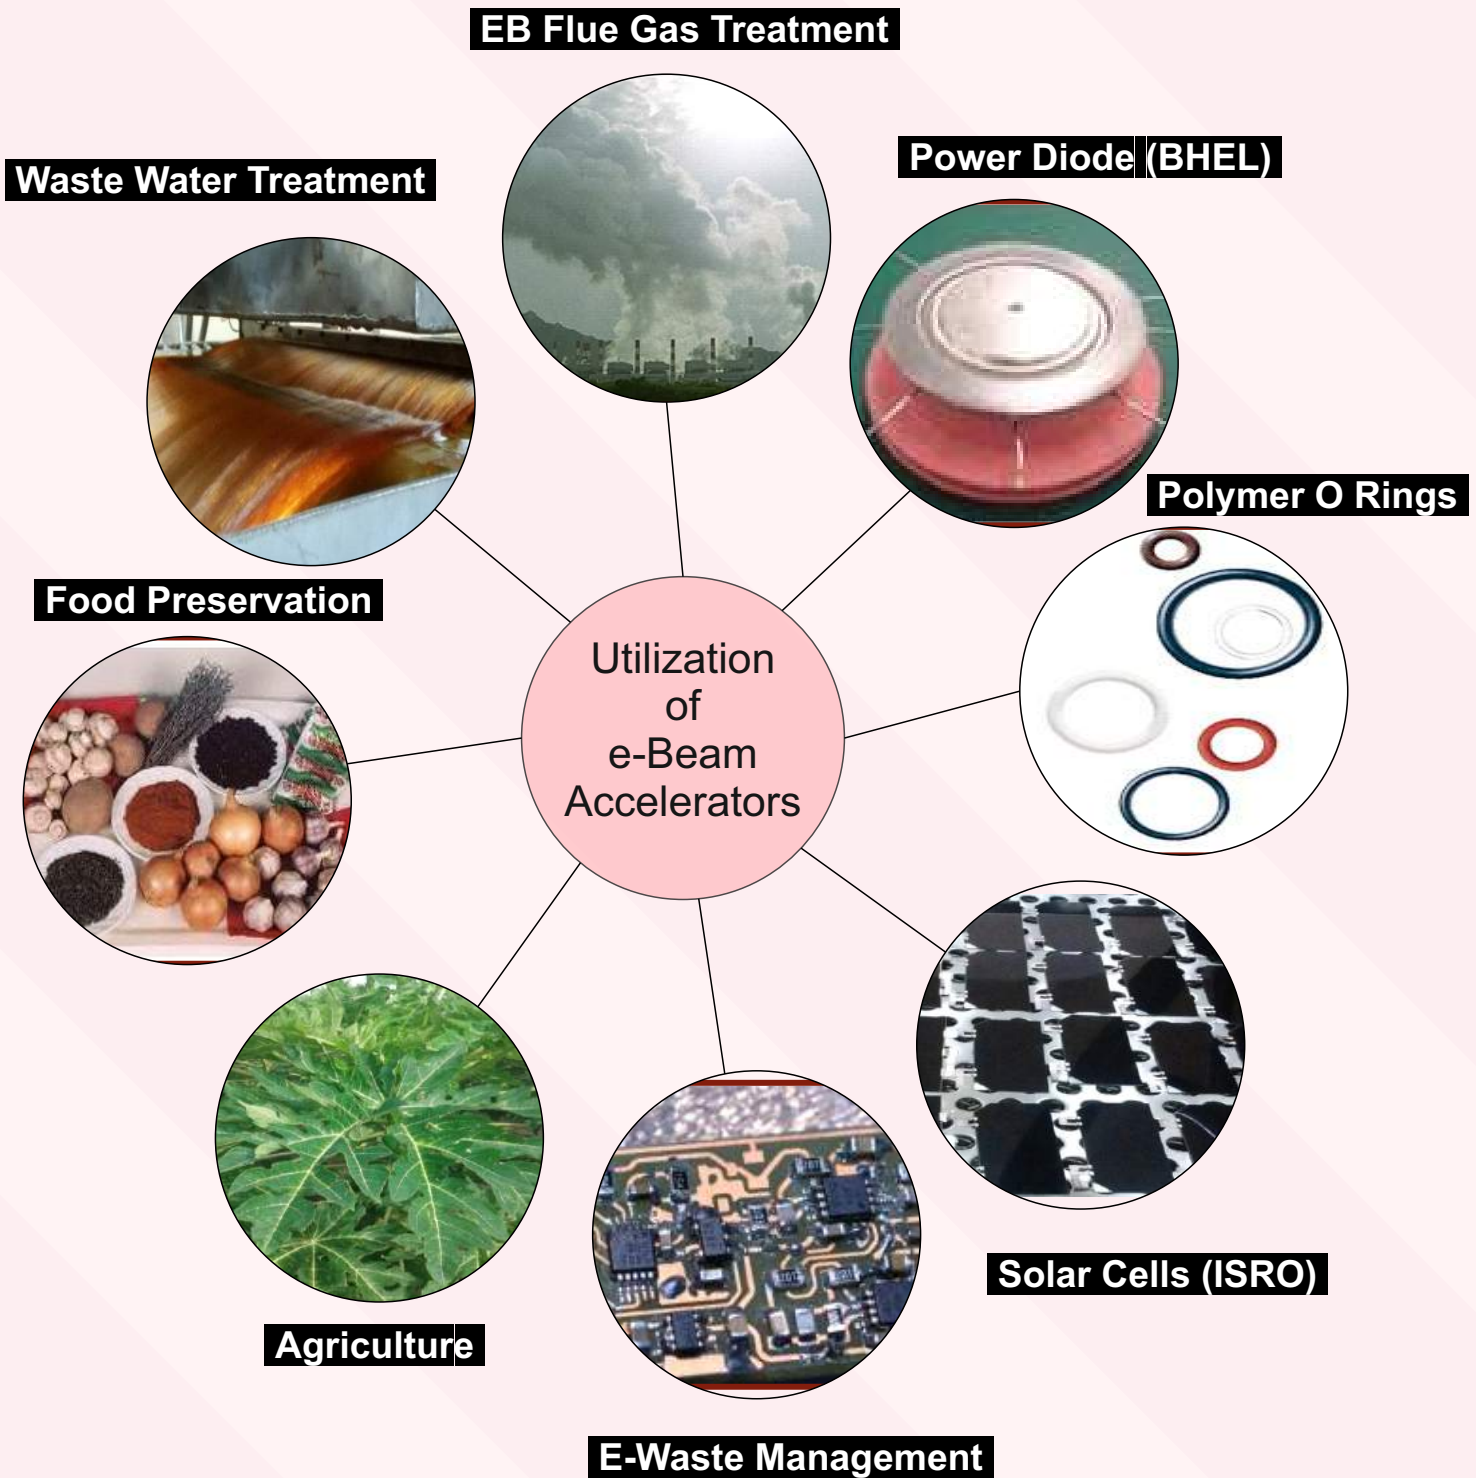 EB Flue Gas Treatment
Power Diode (BHEL)
Waste Water Treatment
Polymer O Rings
Food Preservation
Utilization
of
e-Beam
Accelerators
Solar Cells (ISRO)
Agriculture
E-Waste Management